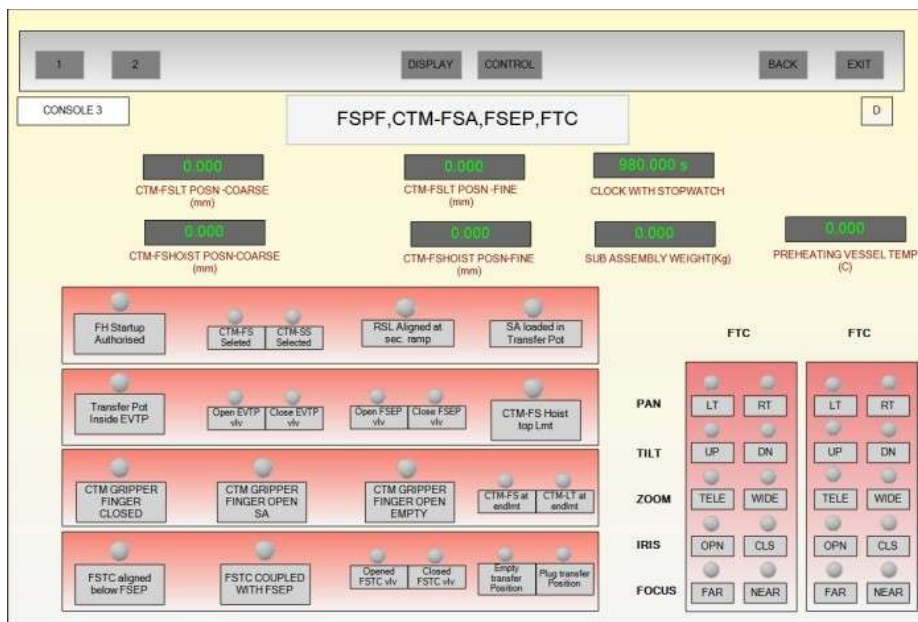 1 2 DISPLAY CONTROL BACK EXIT
CONSOLE 3
FSPF,CTM-FSA,FSEP,FTC
D
0.000 0.000 980.000 s
CTM-FSLT POSN -COARSE
(mm)
CTM-FSLT POSN -FINE
(mm)
CLOCK WITH STOPWATCH
0.000 0.000 0.000 0.000
CTM-FSHOIST POSN-COARSE
(mm)
CTM-FSHOIST POSN-FINE
(mm)
SUB ASSEMBLY WEIGHT(Kg)
PREHEATING VESSEL TEMP
(C)
FH Startup
Authorised
CTM-FS
Seleted
CTM-SS
Selected
RSL Aligned at
sec. ramp
SA loaded in
Transfer Pot
Transfer Pot
Inside EVTP
Open EVTP
vlv
Close EVTP
vlv
Open FSEP
vlv
Close FSEP
vlv
CTM-FS Hoist
top Lmt
CTM GRIPPER
FINGER
CLOSED
CTM GRIPPER
FINGER OPEN
SA
CTM GRIPPER
FINGER OPEN
EMPTY
CTM-FS at
endlmt
CTM-LT at
endlmt
FSTC aligned
below FSEP
FSTC COUPLED
WITH FSEP
Opened
FSTC vlv
Closed
FSTC vlv
Empty
transfer
Position
Plug transfer
Position
FTC FTC
PAN LT RT LT RT
TILT UP DN UP DN
ZOOM TELE WIDE TELE WIDE
IRIS OPN CLS OPN CLS
FOCUS FAR NEAR FAR NEAR